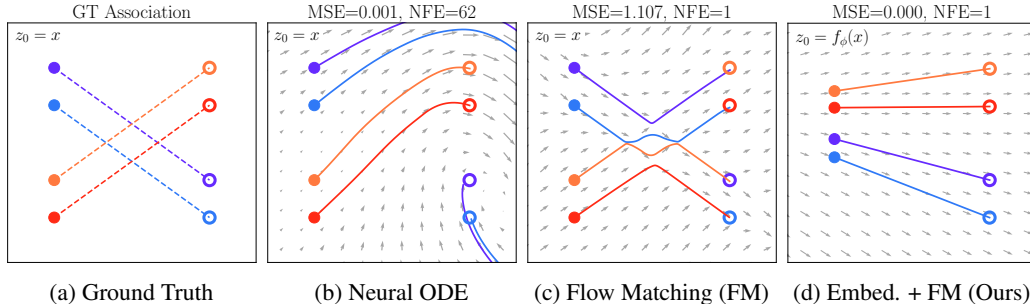 GT Association
MSE=0.001, NFE=62
MSE=1.107, NFE=1
MSE=0.000, NFE=1
z₀ = x
z₀ = x
z₀ = x
z₀ = f_ϕ(x)
(a) Ground Truth
(b) Neural ODE
(c) Flow Matching (FM)
(d) Embed. + FM (Ours)